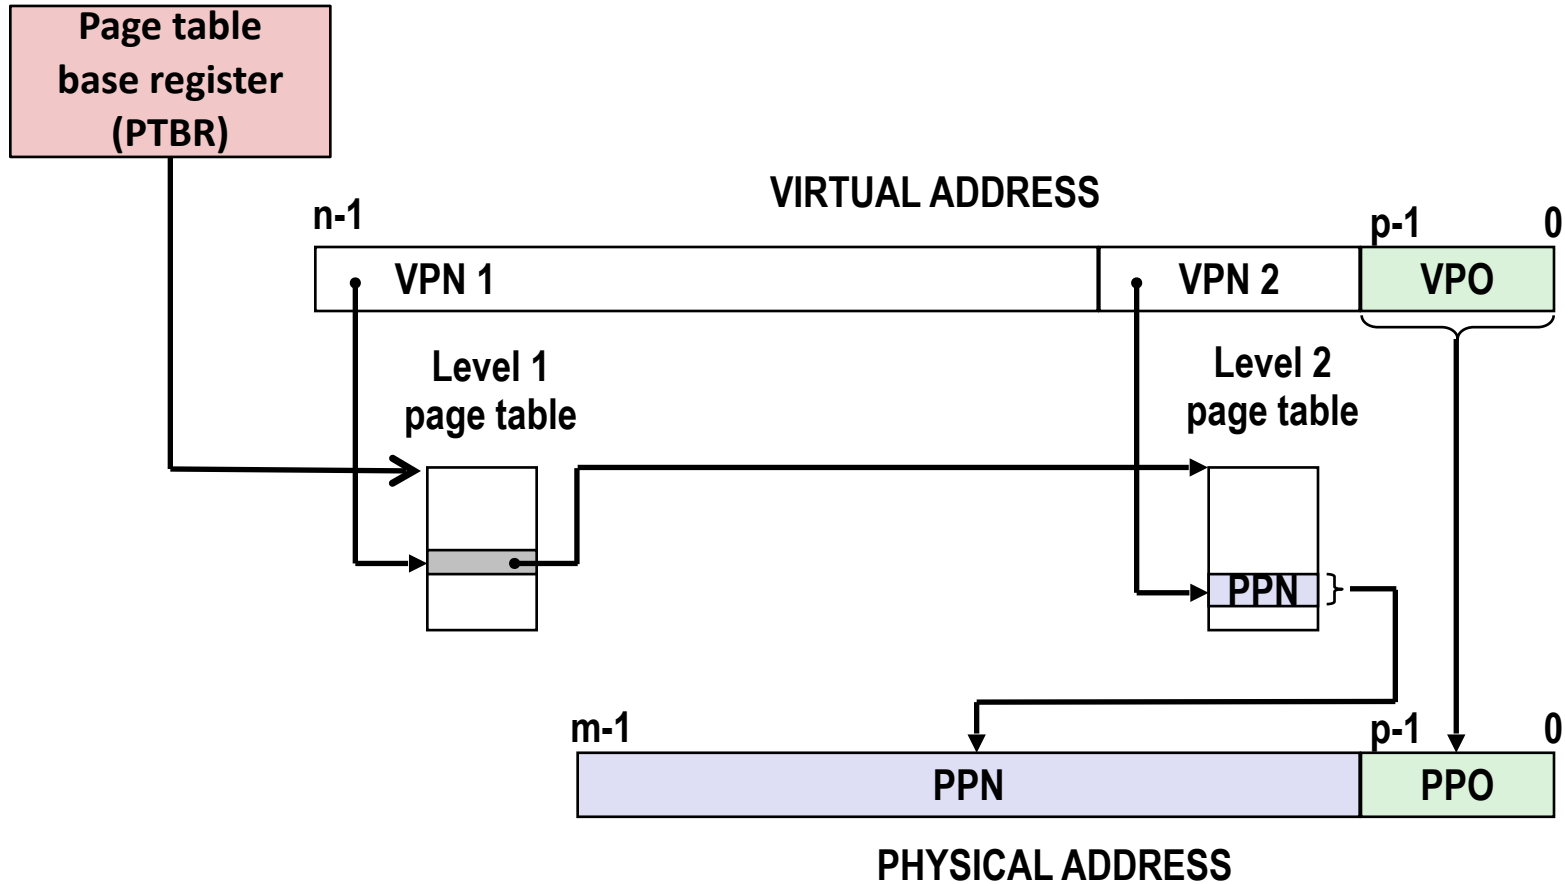 Page table
base register
(PTBR)
VIRTUAL ADDRESS
n-1
p-1 0
VPN 1 VPN 2 VPO
Level 1
page table
Level 2
page table
PPN
m-1
p-1 0
PPN PPO
PHYSICAL ADDRESS